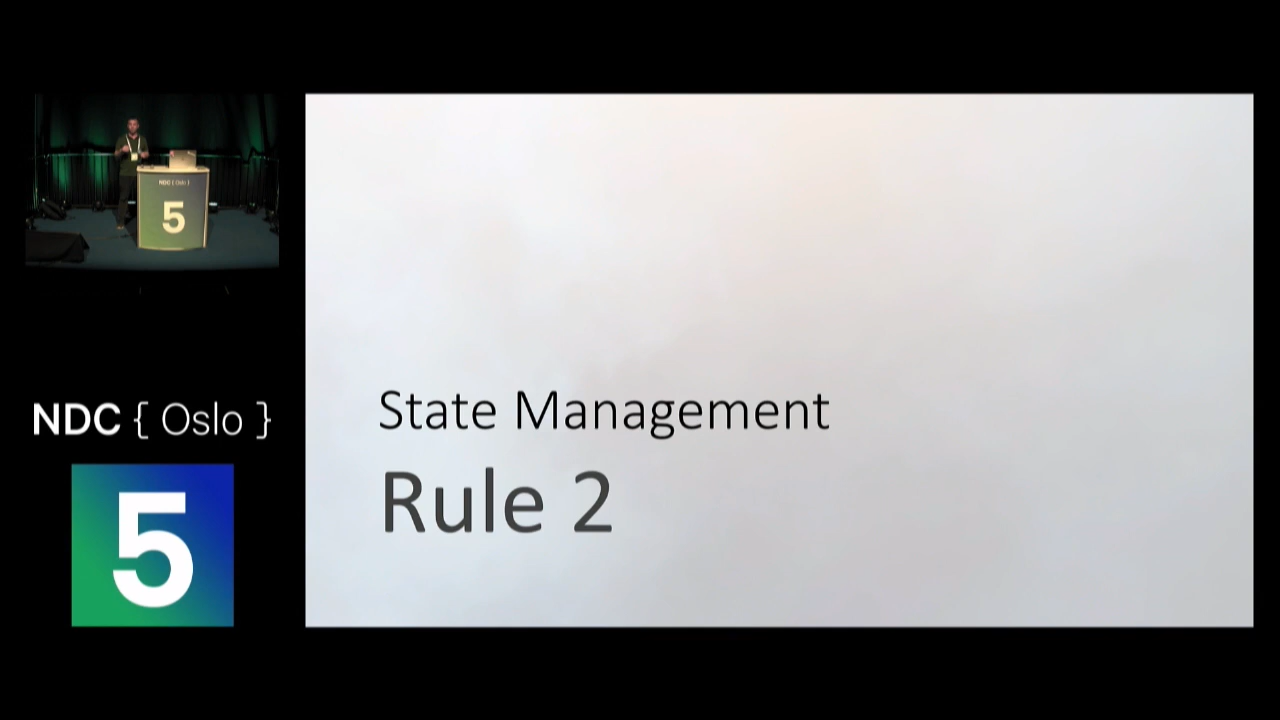 NDC { Oslo }
5
NDC { Oslo }
5
State Management
Rule 2